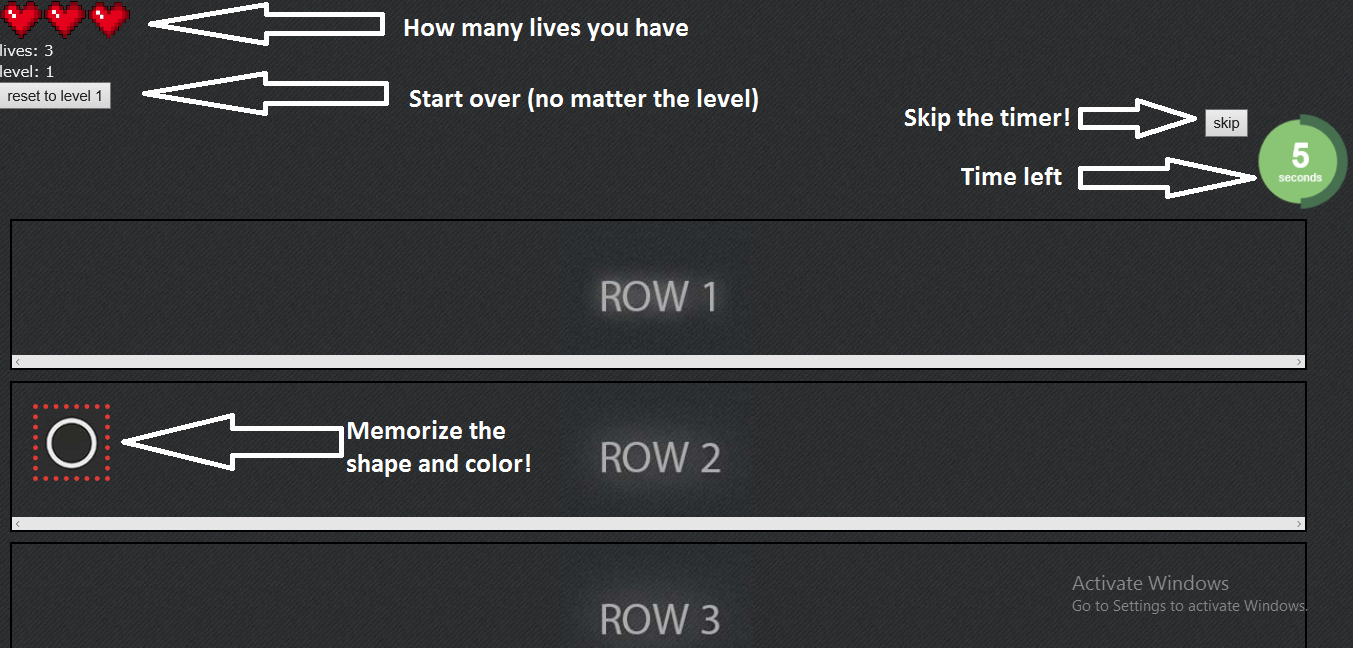 How many lives you have
lives: 3
level: 1
reset to level 1
Start over (no matter the level)
Skip the timer!
skip
5
seconds
Time left
ROW 1
Memorize the
shape and color!
ROW 2
Activate Windows
Go to Settings to activate Windows.
ROW 3